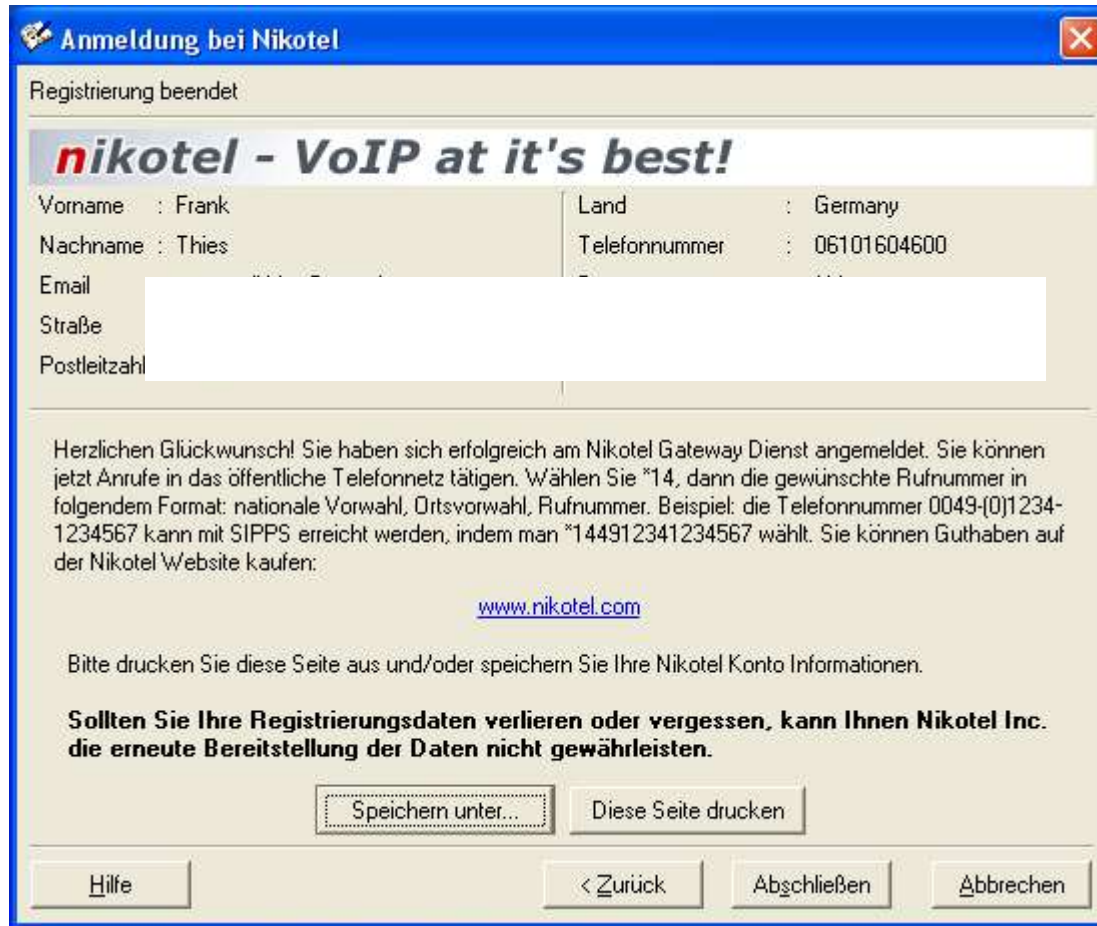 Anmeldung bei Nikotel
Registrierung beendet
nikotel - VoIP at it's best!
Vorname : Frank
Land : Germany
Nachname : Thies
Telefonnummer : 06101604600
Email
Straße
Postleitzahl
Herzlichen Glückwunsch! Sie haben sich erfolgreich am Nikotel Gateway Dienst angemeldet. Sie können
jetzt Anrufe in das öffentliche Telefonnetz tätigen. Wählen Sie *14, dann die gewünschte Rufnummer in
folgendem Format: nationale Vorwahl, Ortsvorwahl, Rufnummer. Beispiel: die Telefonnummer 0049-(0)1234-
1234567 kann mit SIPPS erreicht werden, indem man *144912341234567 wählt. Sie können Guthaben auf
der Nikotel Website kaufen:
www.nikotel.com
Bitte drucken Sie diese Seite aus und/oder speichern Sie Ihre Nikotel Konto Informationen.
Sollten Sie Ihre Registrierungsdaten verlieren oder vergessen, kann Ihnen Nikotel Inc.
die erneute Bereitstellung der Daten nicht gewährleisten.
Speichern unter...
Diese Seite drucken
Hilfe
< Zurück
Abschließen
Abbrechen